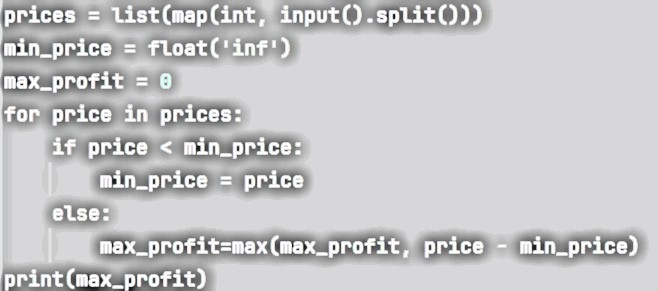 prices = list(map(int, input().split()))
min_price = float('inf')
max_profit = 0
for price in prices:
    if price < min_price:
        min_price = price
    else:
        max_profit=max(max_profit, price - min_price)
print(max_profit)